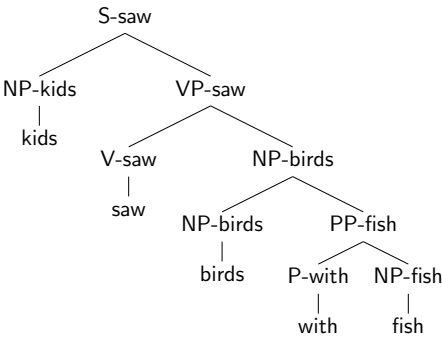 S-saw
NP-kids VP-saw
kids
V-saw NP-birds
saw
NP-birds PP-fish
birds P-with NP-fish
with fish